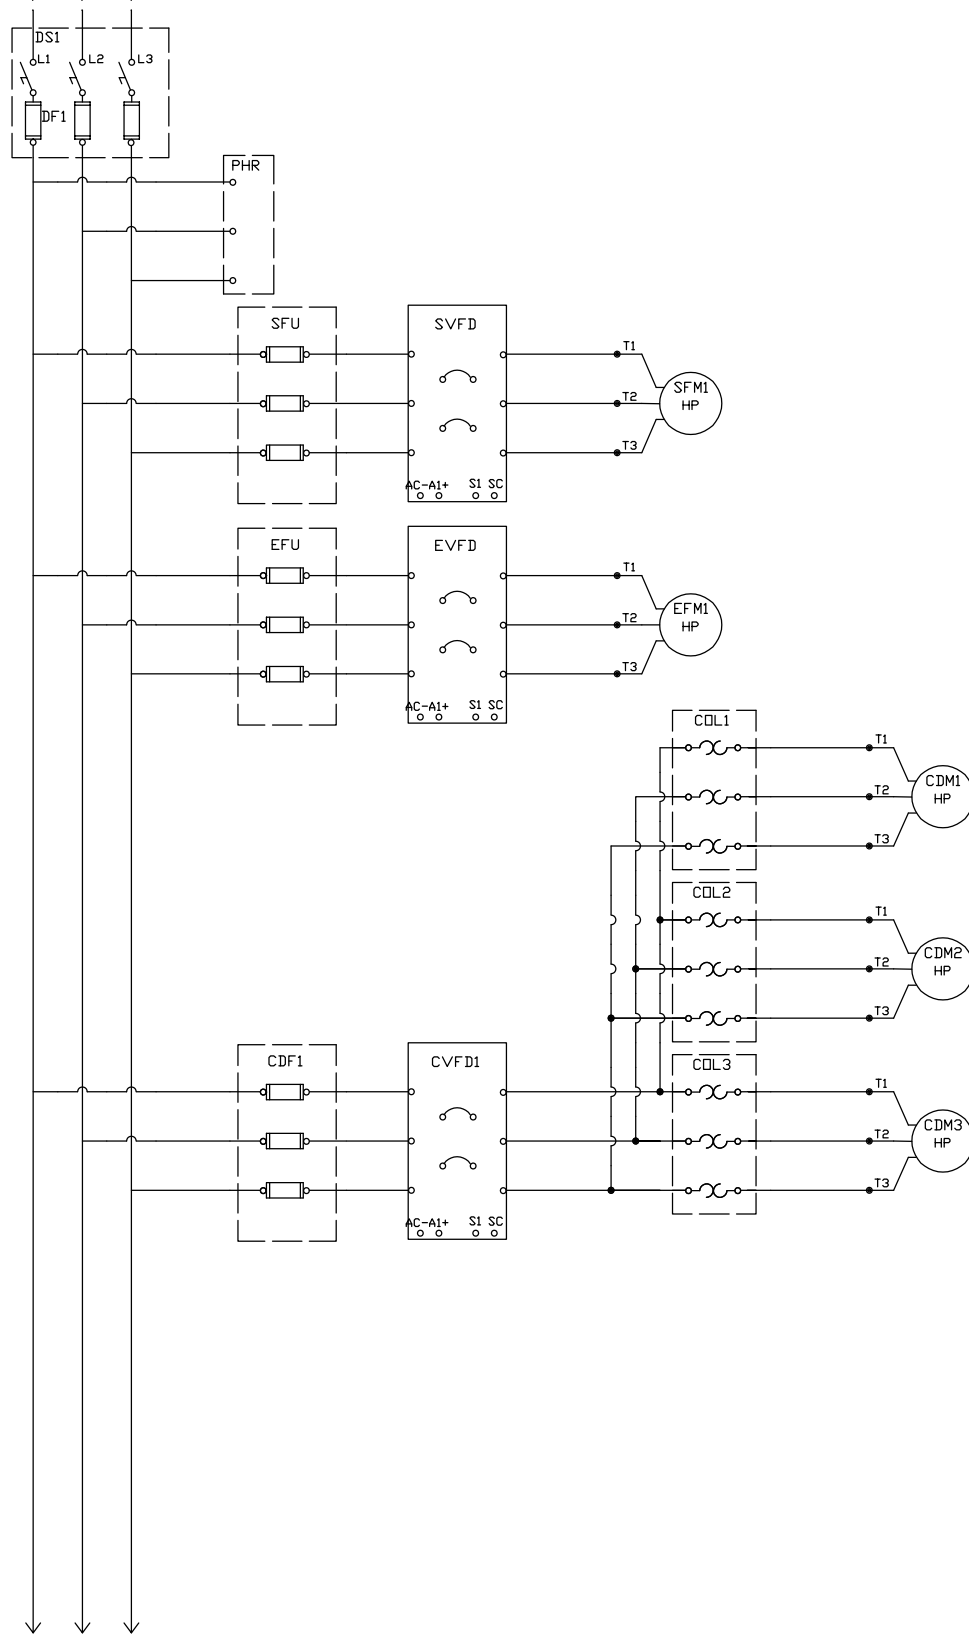 DS1
L1 L2 L3
DF1
PHR
SFU
SVFD
T1
T2
T3
SFM1
HP
AC-A1+ S1 SC
EFU
EVFD
T1
T2
T3
EFM1
HP
AC-A1+ S1 SC
COL1
T1
T2
T3
CDM1
HP
COL2
T1
T2
T3
CDM2
HP
CDF1
CVFD1
COL3
T1
T2
T3
CDM3
HP
AC-A1+ S1 SC